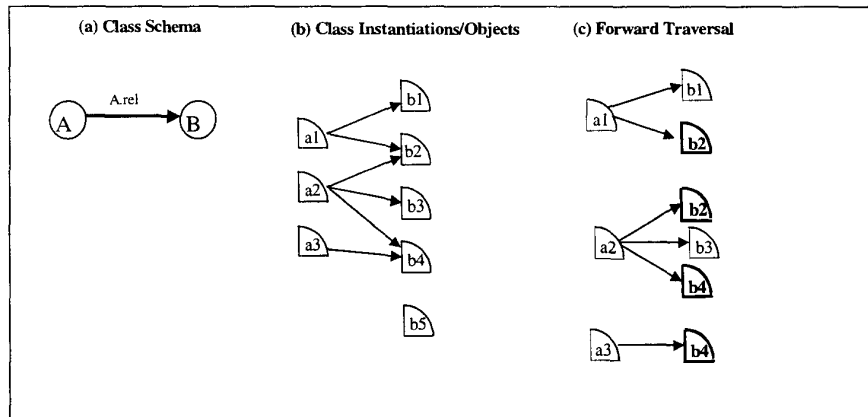 (a) Class Schema
(b) Class Instantiations/Objects
(c) Forward Traversal
A.rel
A
B
a1
a2
a3
b1
b2
b3
b4
b5
a1
b1
b2
a2
b2
b3
b4
a3
b4